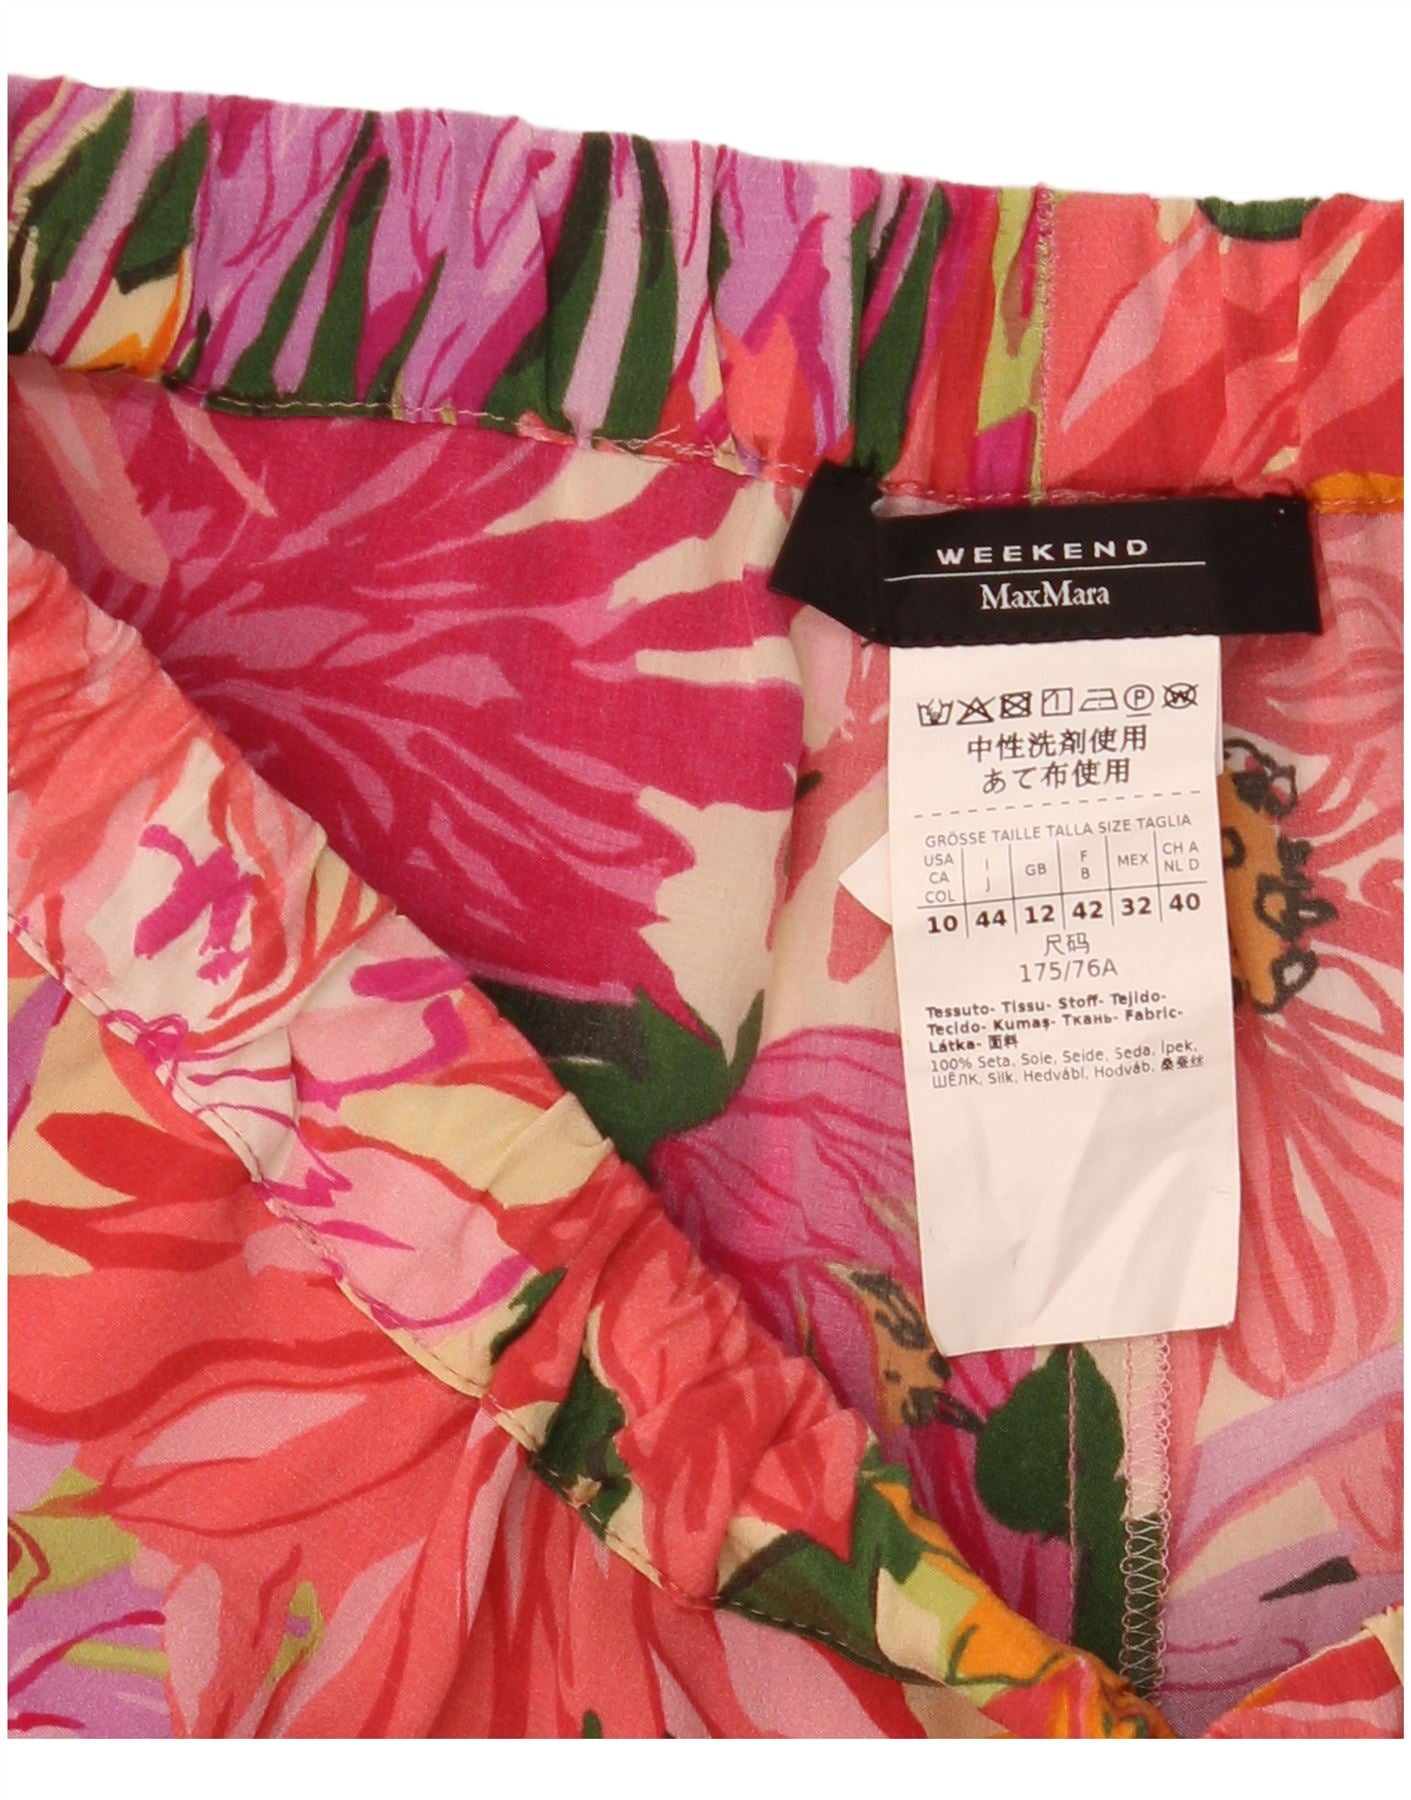 WEEKEND
MaxMara
中性洗剤使用
あて布使用
GRÖSSE TAILLE TALLA SIZE TAGLIA
USA CA COL | I J | GB | F B | MEX | CH A NL D
10 | 44 | 12 | 42 | 32 | 40
尺码
175/76A
Tessuto- Tissu- Stoff- Tejido-
Tecido- Kumaş- Ткань- Fabric-
Látka- 面料
100% Seta, Soie, Seide, Seda, İpek,
ШЁЛК, Silk, Hedvábí, Hodváb, 桑蚕丝